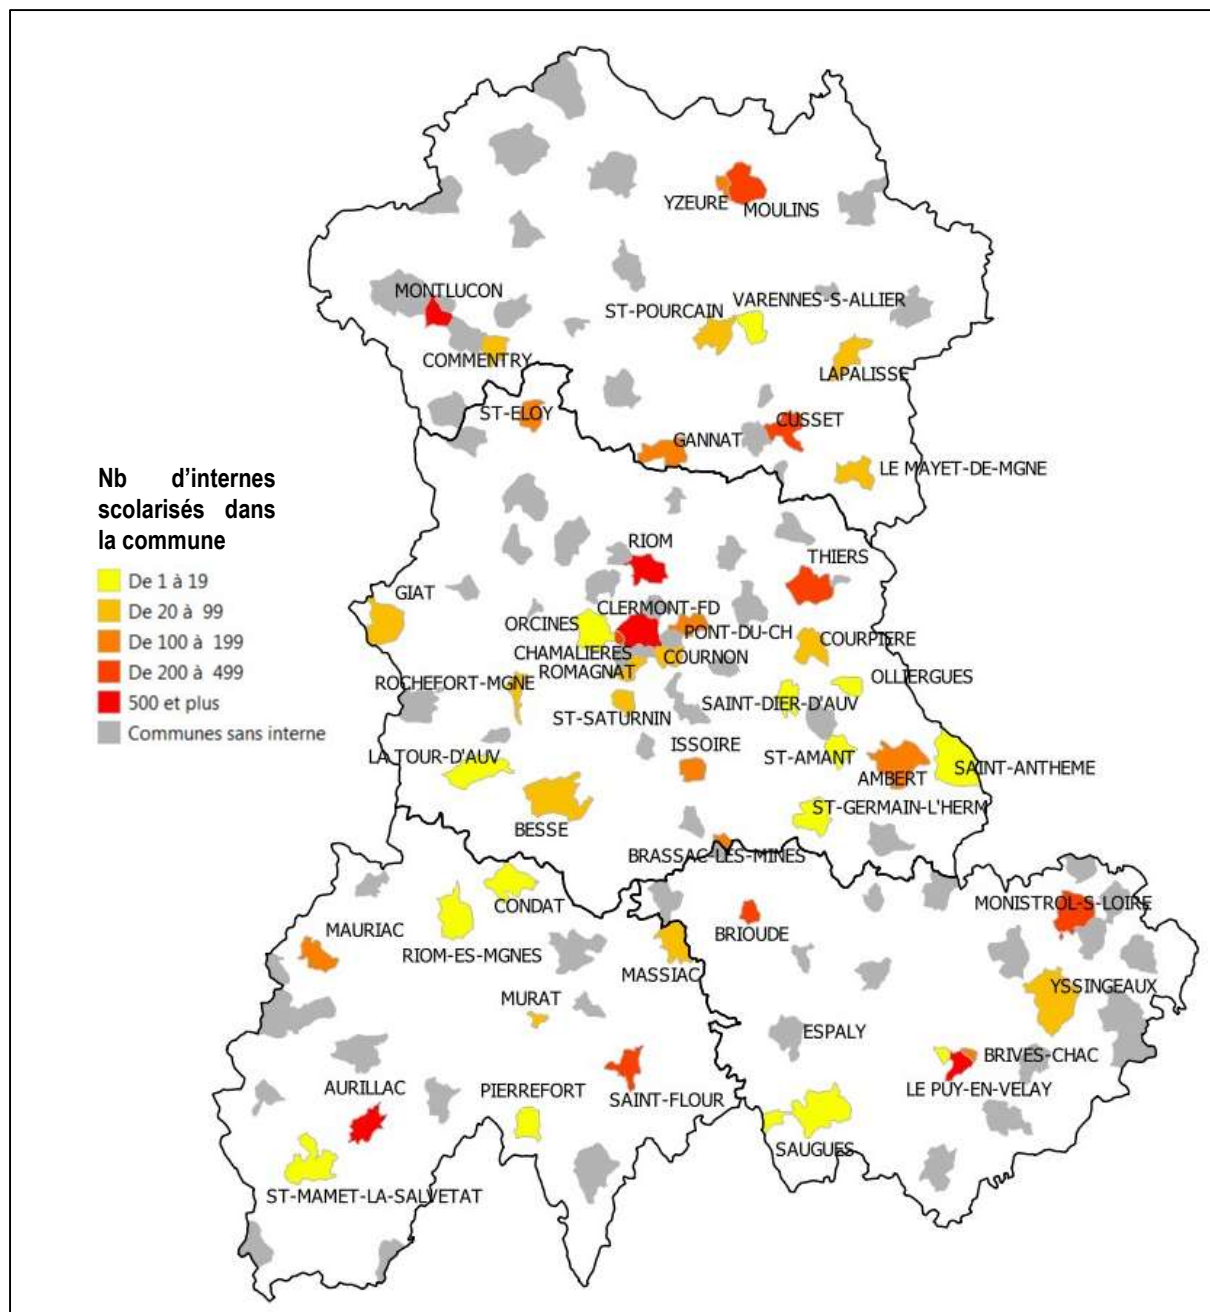 YZEURE
MOULINS
MONTLUCON
VARENNES-S-ALLIER
ST-POURCAIN
COMMENTRY
LAPALISSE
ST-ELOY
CUSSET
GANNAT
LE MAYET-DE-MGNE
Nb d’internes
scolarisés dans
la commune
De 1 à 19
De 20 à 99
De 100 à 199
De 200 à 499
500 et plus
Communes sans interne
RIOM
THIERS
GIAT
CLERMONT-FD
ORCINES
PONT-DU-CH
COURPIERE
CHAMALIERES
COURNON
ROMAGNAT
OLLIERGUES
ROCHEFORT-MGNE
SAINT-DIER-D'AUV
ST-SATURNIN
ISSOIRE
ST-AMANT
LA TOUR-D'AUV
SAINT-ANTHEME
AMBERT
ST-GERMAIN-L'HERM
BESSE
BRASSAC-LES-MINES
CONDAT
MONISTROL-S-LOIRE
MAURIAC
BRIOUDE
RIOM-ES-MGNES
MASSIAC
YSSINGEAUX
MURAT
ESPALY
BRIVES-CHAC
AURILLAC
PIERREFORT
SAINT-FLOUR
LE PUY-EN-VELAY
SAUGUES
ST-MAMET-LA-SALVETAT